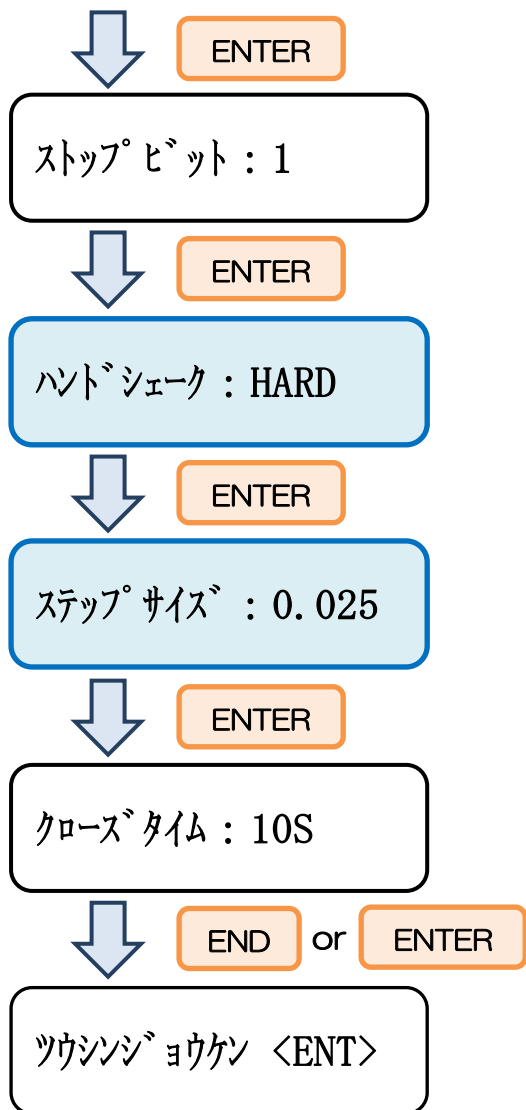 ENTER
ｽﾄｯﾌﾟﾋﾞｯﾄ : 1
ENTER
ﾊﾝﾄﾞｼｪｰｸ : HARD
ENTER
ｽﾃｯﾌﾟｻｲｽﾞ : 0.025
ENTER
ｸﾛｰｽﾞﾀｲﾑ : 10S
END or ENTER
ﾂｳｼﾝｼﾞｮｳｹﾝ <ENT>